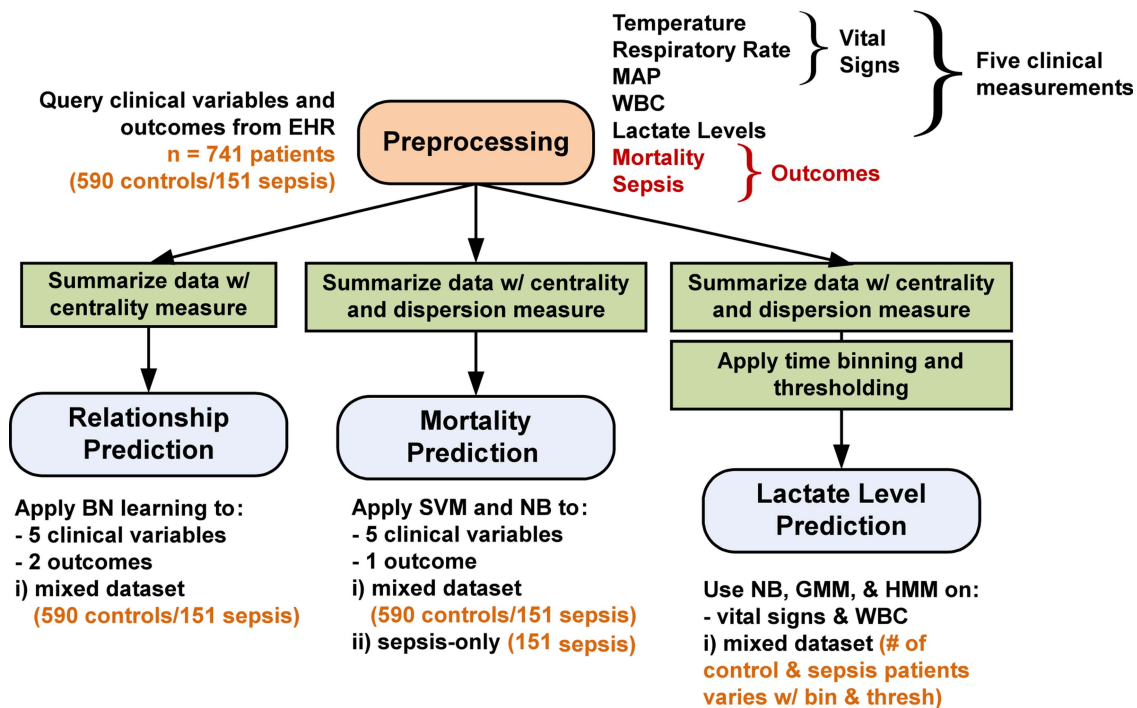 Query clinical variables and
outcomes from EHR
n = 741 patients
(590 controls/151 sepsis)
Preprocessing
Temperature
Respiratory Rate
MAP
WBC
Lactate Levels
Mortality
Sepsis
Vital
Signs
Five clinical
measurements
Outcomes
Summarize data w/
centrality measure
Relationship
Prediction
Apply BN learning to:
- 5 clinical variables
- 2 outcomes
i) mixed dataset
(590 controls/151 sepsis)
Summarize data w/ centrality
and dispersion measure
Mortality
Prediction
Apply SVM and NB to:
- 5 clinical variables
- 1 outcome
i) mixed dataset
(590 controls/151 sepsis)
ii) sepsis-only (151 sepsis)
Summarize data w/ centrality
and dispersion measure
Apply time binning and
thresholding
Lactate Level
Prediction
Use NB, GMM, & HMM on:
- vital signs & WBC
i) mixed dataset (# of
control & sepsis patients
varies w/ bin & thresh)